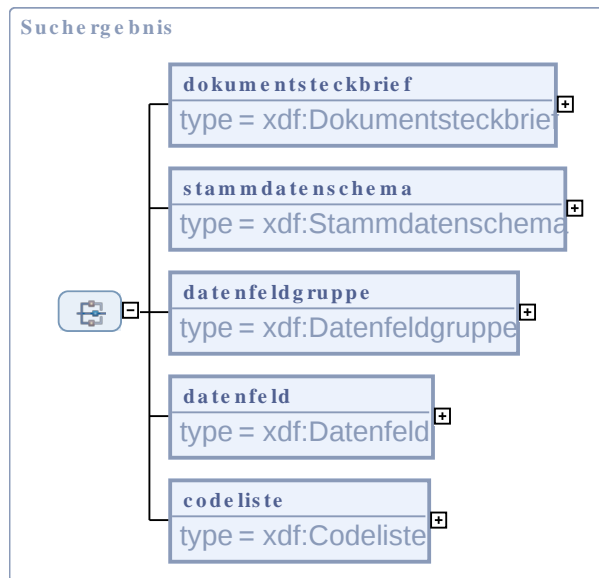 Suchergebnis
dokumentsteckbrief
type = xdf:Dokumentsteckbrief
stammdatenschema
type = xdf:Stammdatenschema
datenfeldgruppe
type = xdf:Datenfeldgruppe
datenfeld
type = xdf:Datenfeld
codeliste
type = xdf:Codeliste